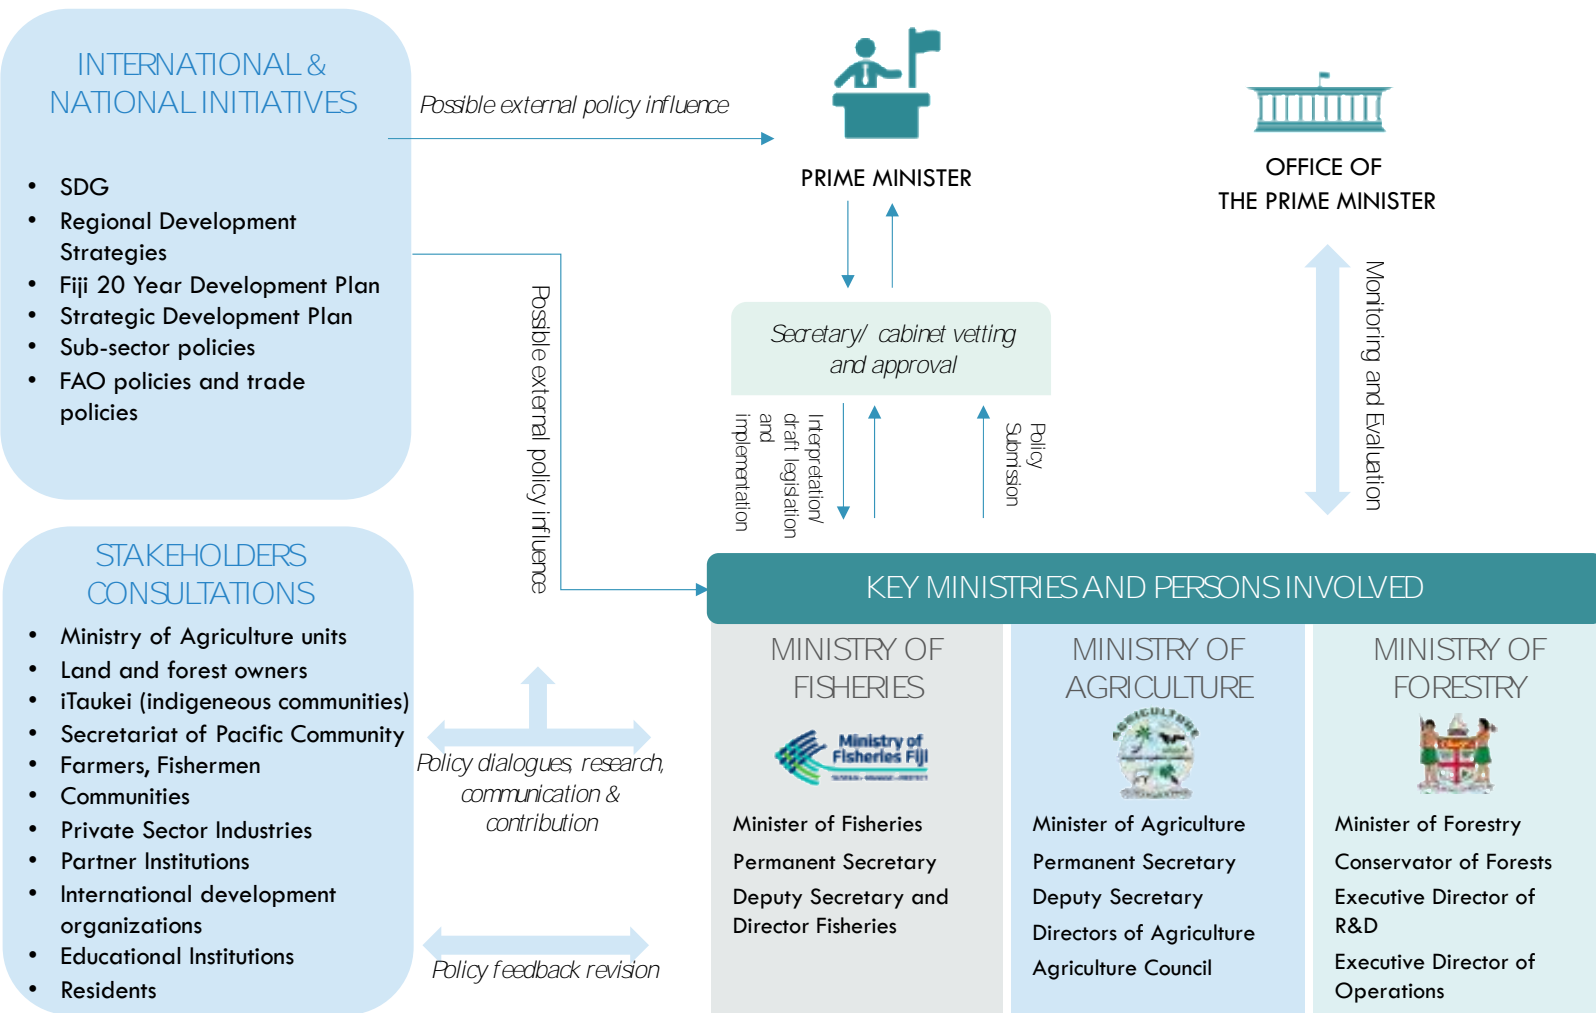 INTERNATIONAL &
NATIONAL INITIATIVES
• SDG
• Regional Development
Strategies
• Fiji 20 Year Development Plan
• Strategic Development Plan
• Sub-sector policies
• FAO policies and trade
policies
Possible external policy influence
PRIME MINISTER
OFFICE OF
THE PRIME MINISTER
Possible external policy influence
Secretary/ cabinet vetting
and approval
Interpretation/
draft legislation
and
implementation
Policy
Submission
Monitoring and Evaluation
STAKEHOLDERS
CONSULTATIONS
• Ministry of Agriculture units
• Land and forest owners
• iTaukei (indigeneous communities)
• Secretariat of Pacific Community
• Farmers, Fishermen
• Communities
• Private Sector Industries
• Partner Institutions
• International development
organizations
• Educational Institutions
• Residents
Policy dialogues, research,
communication &
contribution
Policy feedback revision
KEY MINISTRIES AND PERSONS INVOLVED
MINISTRY OF
FISHERIES
Ministry of
Fisheries Fiji
Minister of Fisheries
Permanent Secretary
Deputy Secretary and
Director Fisheries
MINISTRY OF
AGRICULTURE
AGRICULTURE
Minister of Agriculture
Permanent Secretary
Deputy Secretary
Directors of Agriculture
Agriculture Council
MINISTRY OF
FORESTRY
Minister of Forestry
Conservator of Forests
Executive Director of
R&D
Executive Director of
Operations